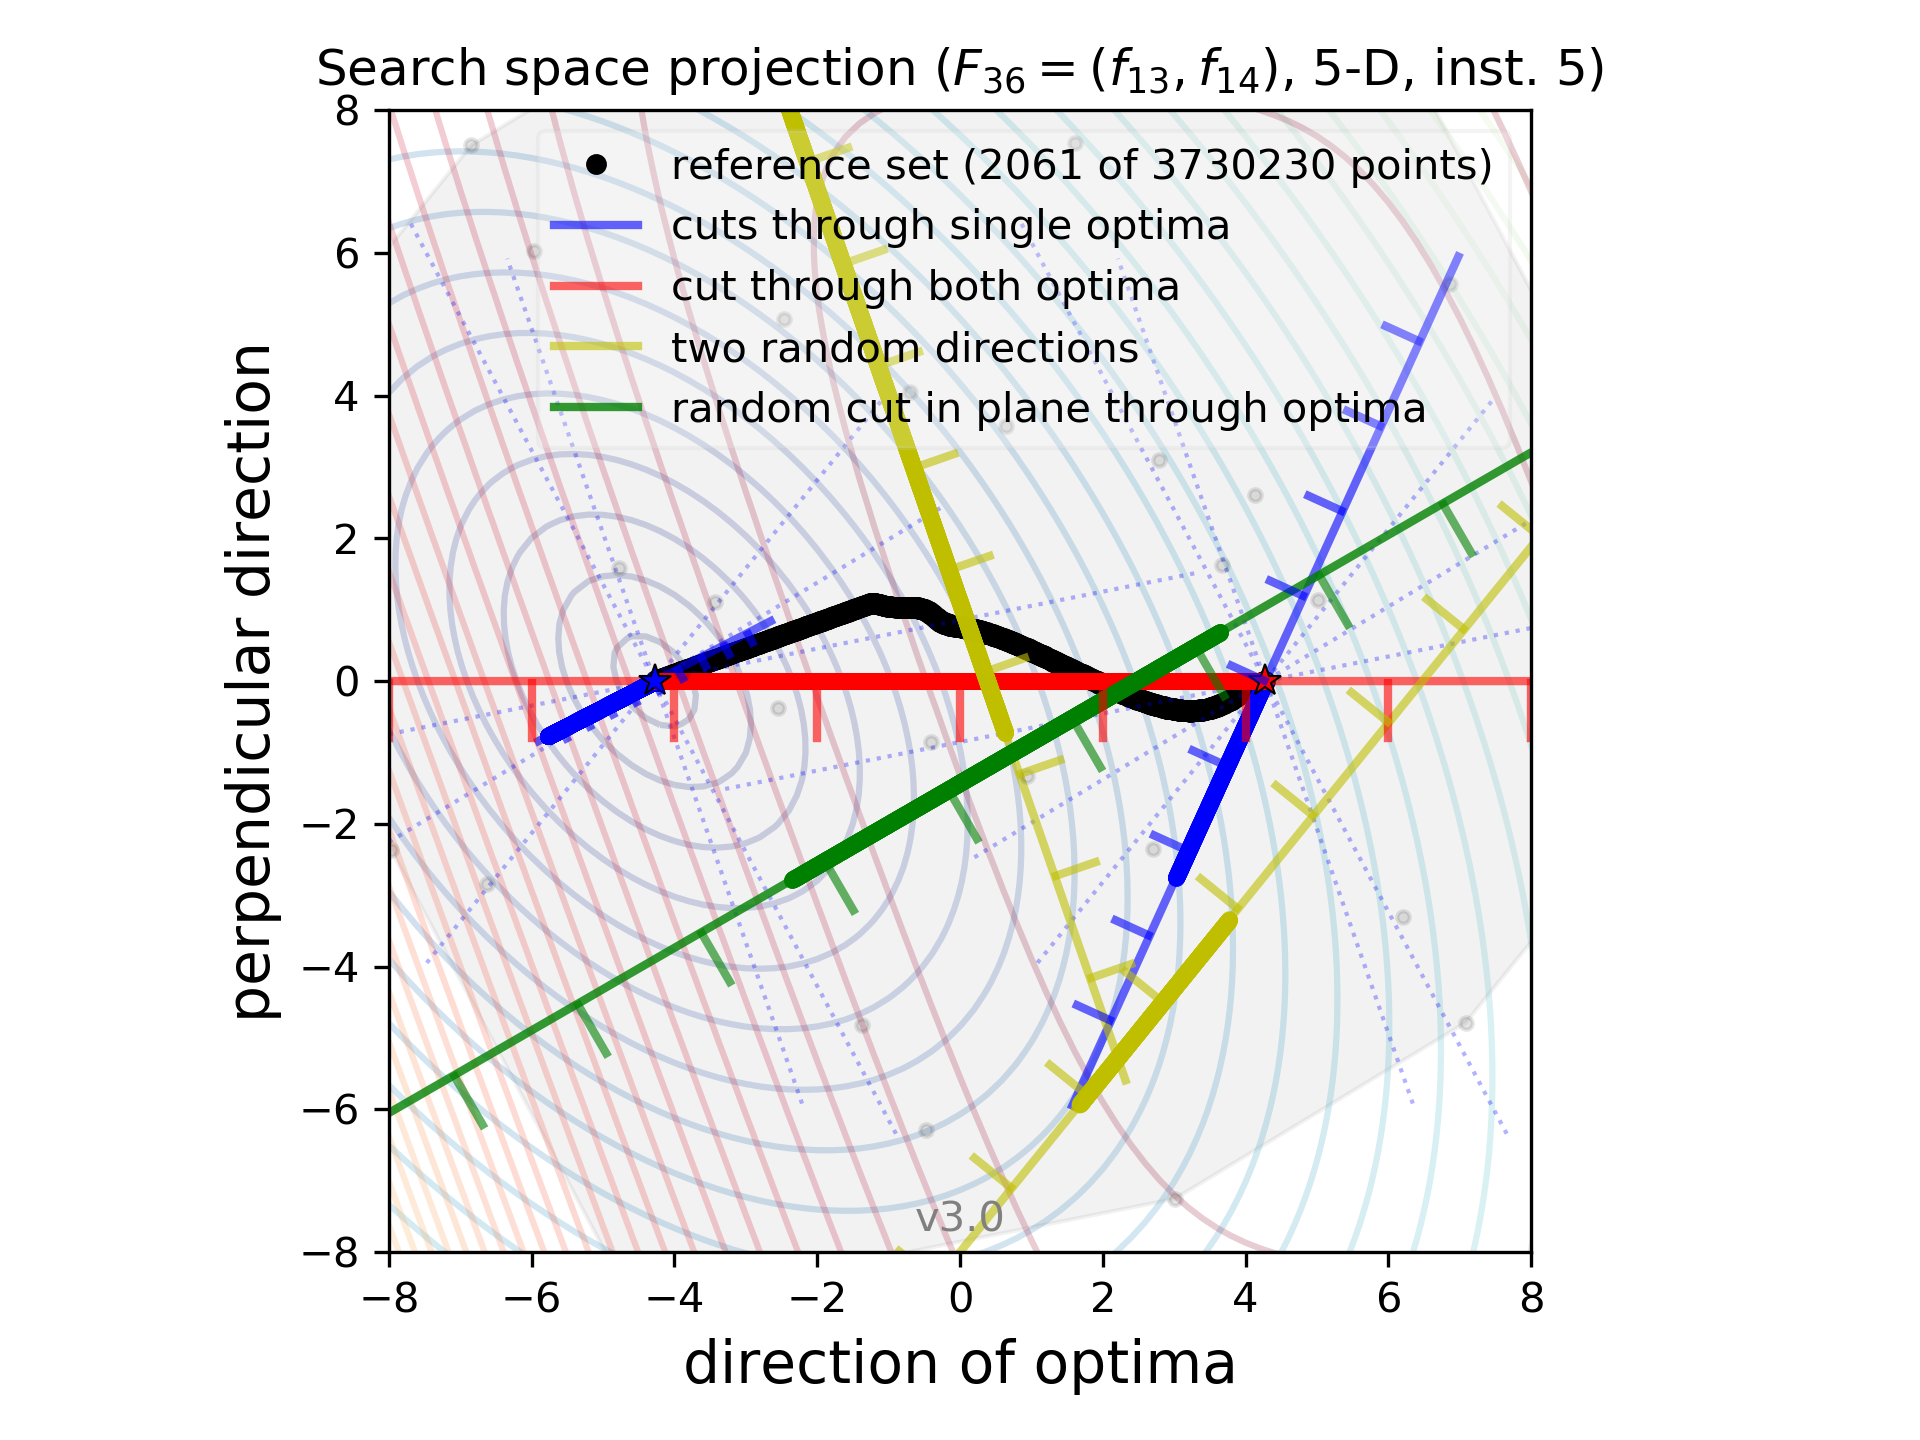 Search space projection (F₃₆ = (f₁₃, f₁₄), 5-D, inst. 5)
reference set (2061 of 3730230 points)
cuts through single optima
cut through both optima
two random directions
random cut in plane through optima
8
6
4
2
0
−2
−4
−6
−8
perpendicular direction
v3.0
−8 −6 −4 −2 0 2 4 6 8
direction of optima